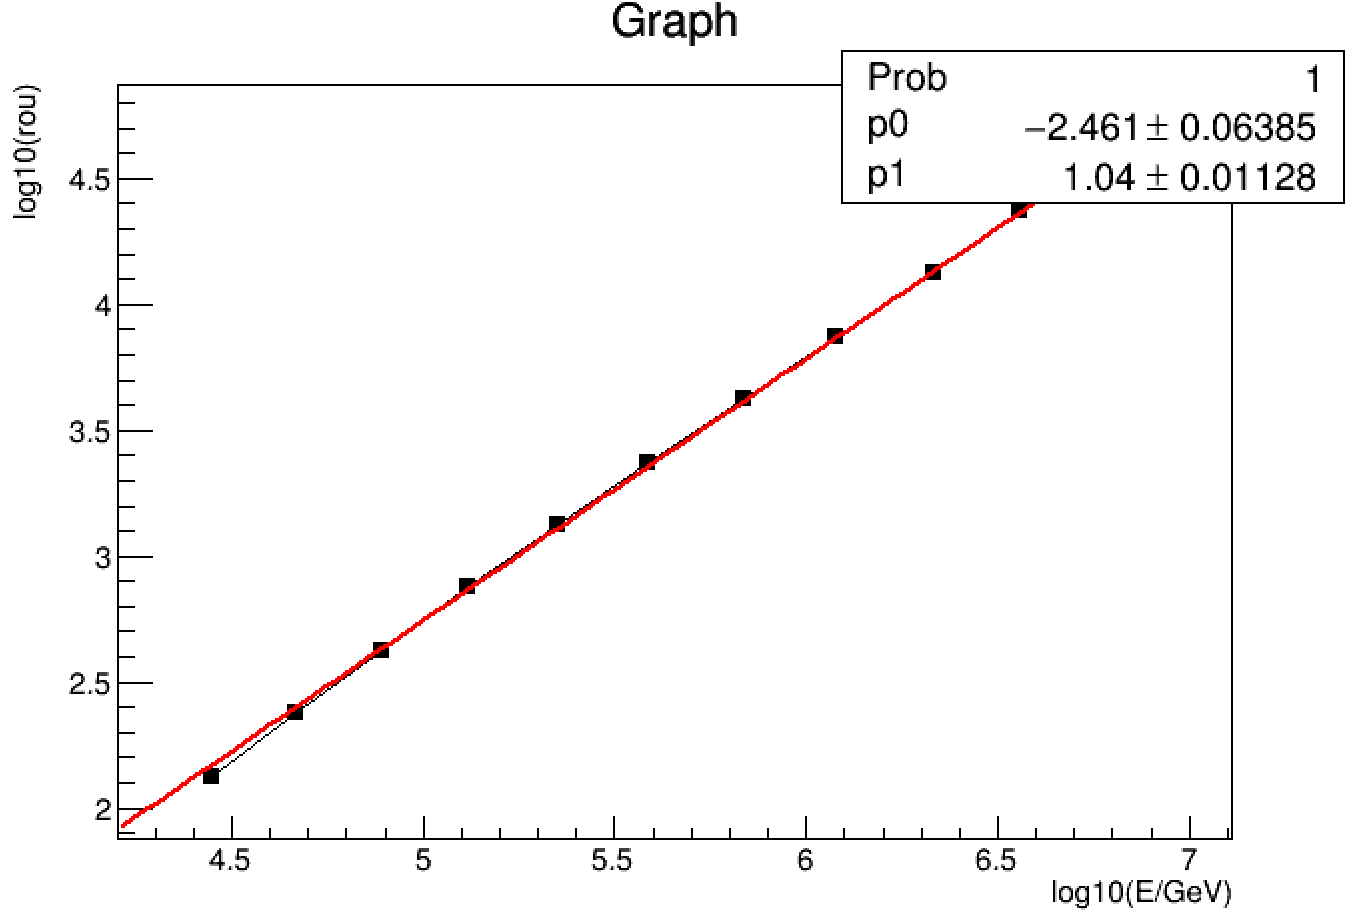 Graph
Prob 1
p0 −2.461 ± 0.06385
p1 1.04 ± 0.01128
log10(rou)
4.5
4
3.5
3
2.5
2
4.5 5 5.5 6 6.5 7
log10(E/GeV)